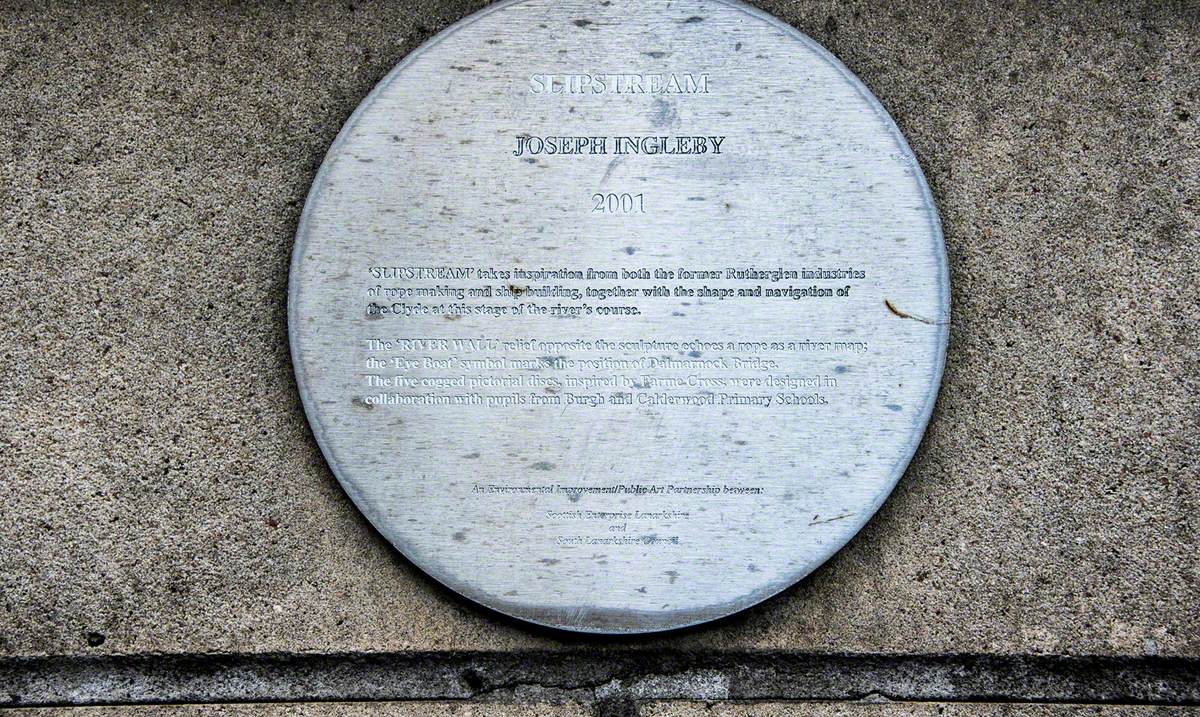 SLIPSTREAM
JOSEPH INGLEBY
2001
'SLIPSTREAM' takes inspiration from both the former Rutherglen industries
of rope making and ship building, together with the shape and navigation of
the Clyde at this stage of the river's course.
The 'RIVER WALL' relief opposite the sculpture echoes a rope as a river map;
the 'Eye Boat' symbol marks the position of Dalmarnock Bridge.
The five cogged pictorial discs, inspired by Farme Cross, were designed in
collaboration with pupils from Burgh and Calderwood Primary Schools.
An Environmental Improvement/Public Art Partnership between:
Scottish Enterprise Lanarkshire
and
South Lanarkshire Council